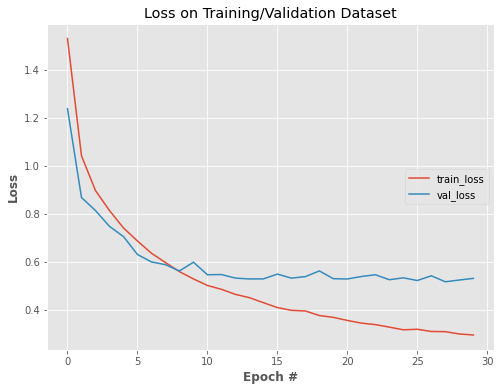 Loss on Training/Validation Dataset
Loss
1.4
1.2
1.0
0.8
0.6
0.4
train_loss
val_loss
0 5 10 15 20 25 30
Epoch #